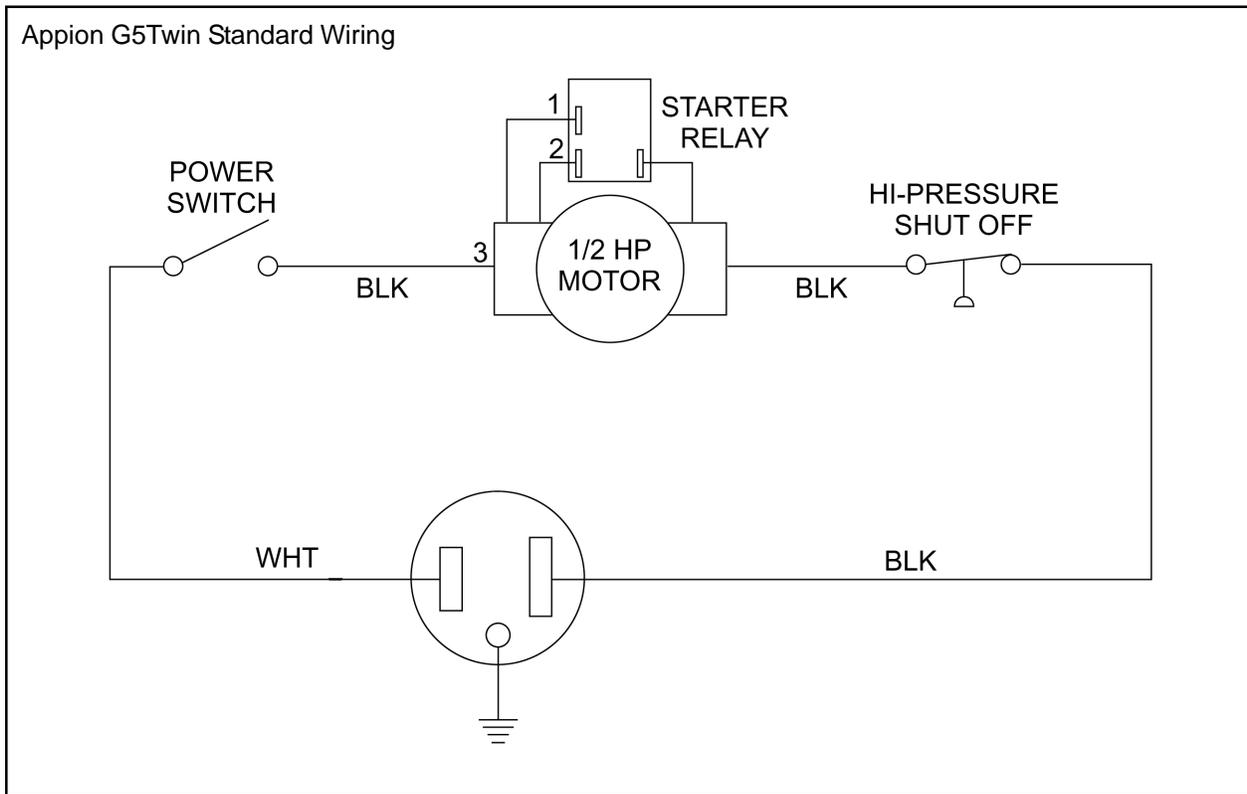 Appion G5Twin Standard Wiring
1
STARTER
RELAY
2
POWER
SWITCH
HI-PRESSURE
SHUT OFF
3
1/2 HP
MOTOR
BLK
BLK
WHT
BLK